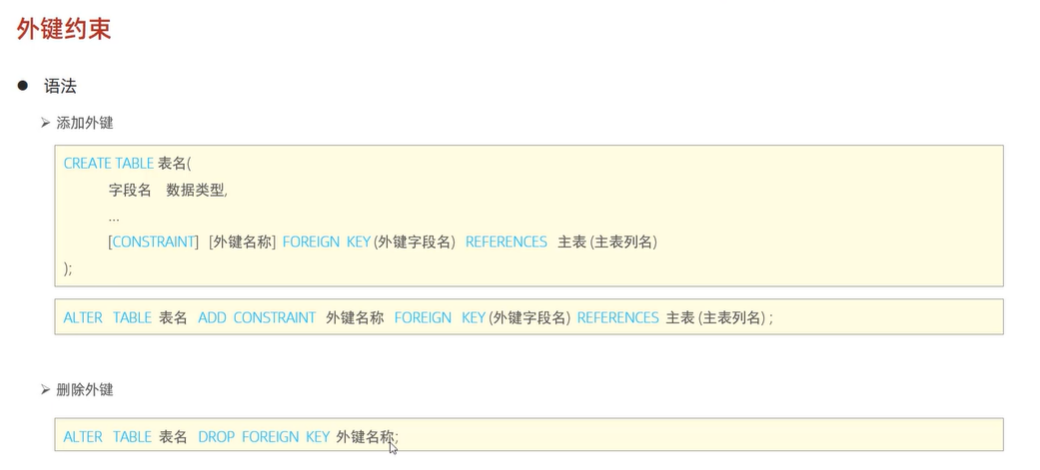 外键约束
● 语法
➢ 添加外键
CREATE TABLE 表名(
字段名 数据类型,
...
[CONSTRAINT] [外键名称] FOREIGN KEY (外键字段名) REFERENCES 主表 (主表列名)
);
ALTER TABLE 表名 ADD CONSTRAINT 外键名称 FOREIGN KEY (外键字段名) REFERENCES 主表 (主表列名) ;
➢ 删除外键
ALTER TABLE 表名 DROP FOREIGN KEY 外键名称;